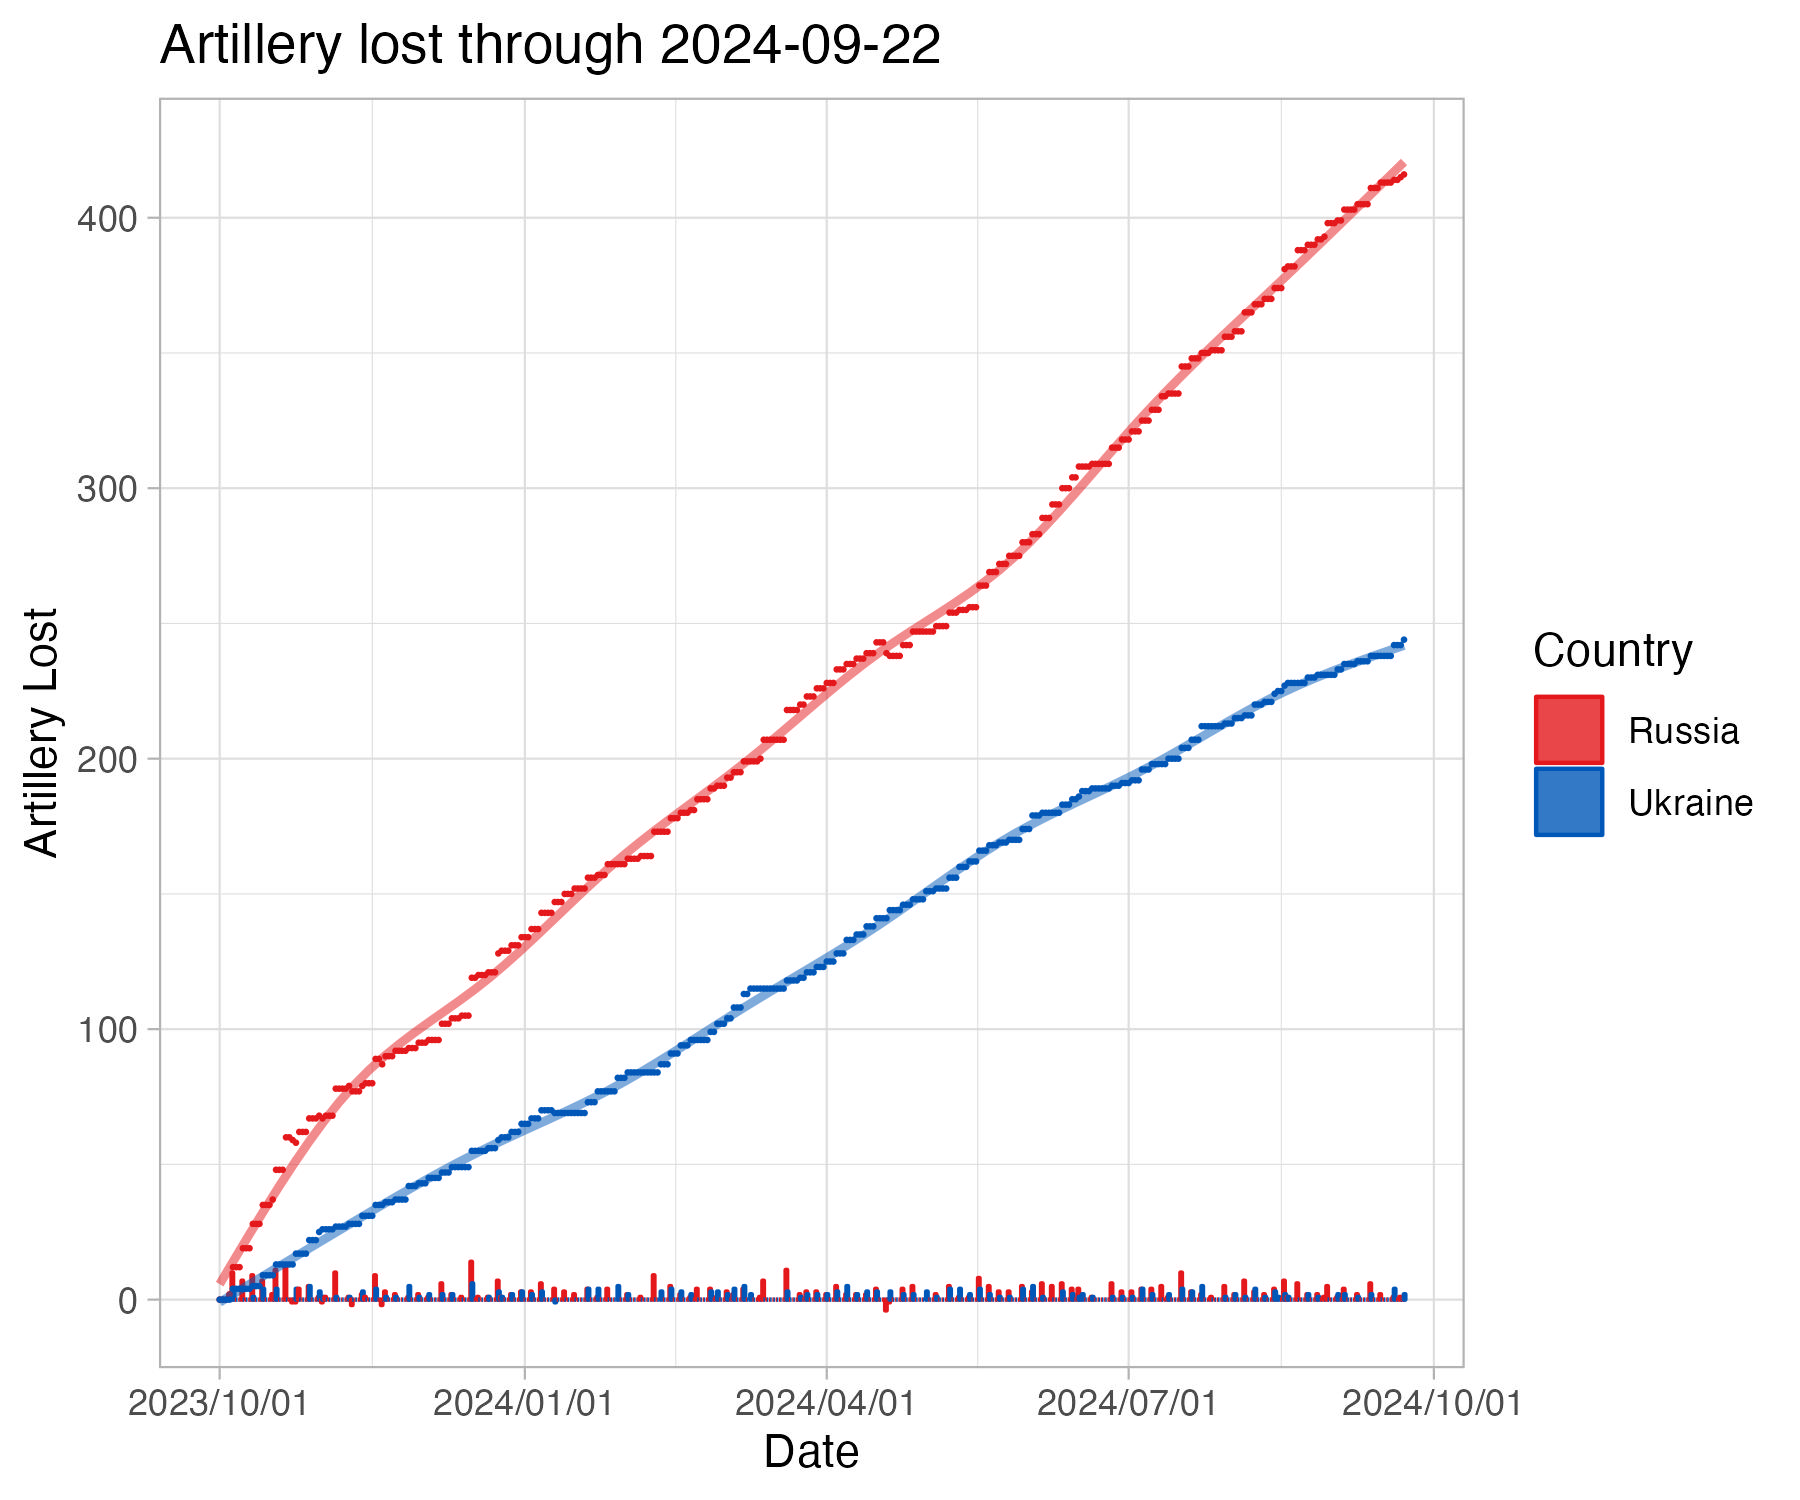 Artillery lost through 2024-09-22
Artillery Lost
400
300
200
100
0
2023/10/01
2024/01/01
2024/04/01
2024/07/01
2024/10/01
Date
Country
Russia
Ukraine